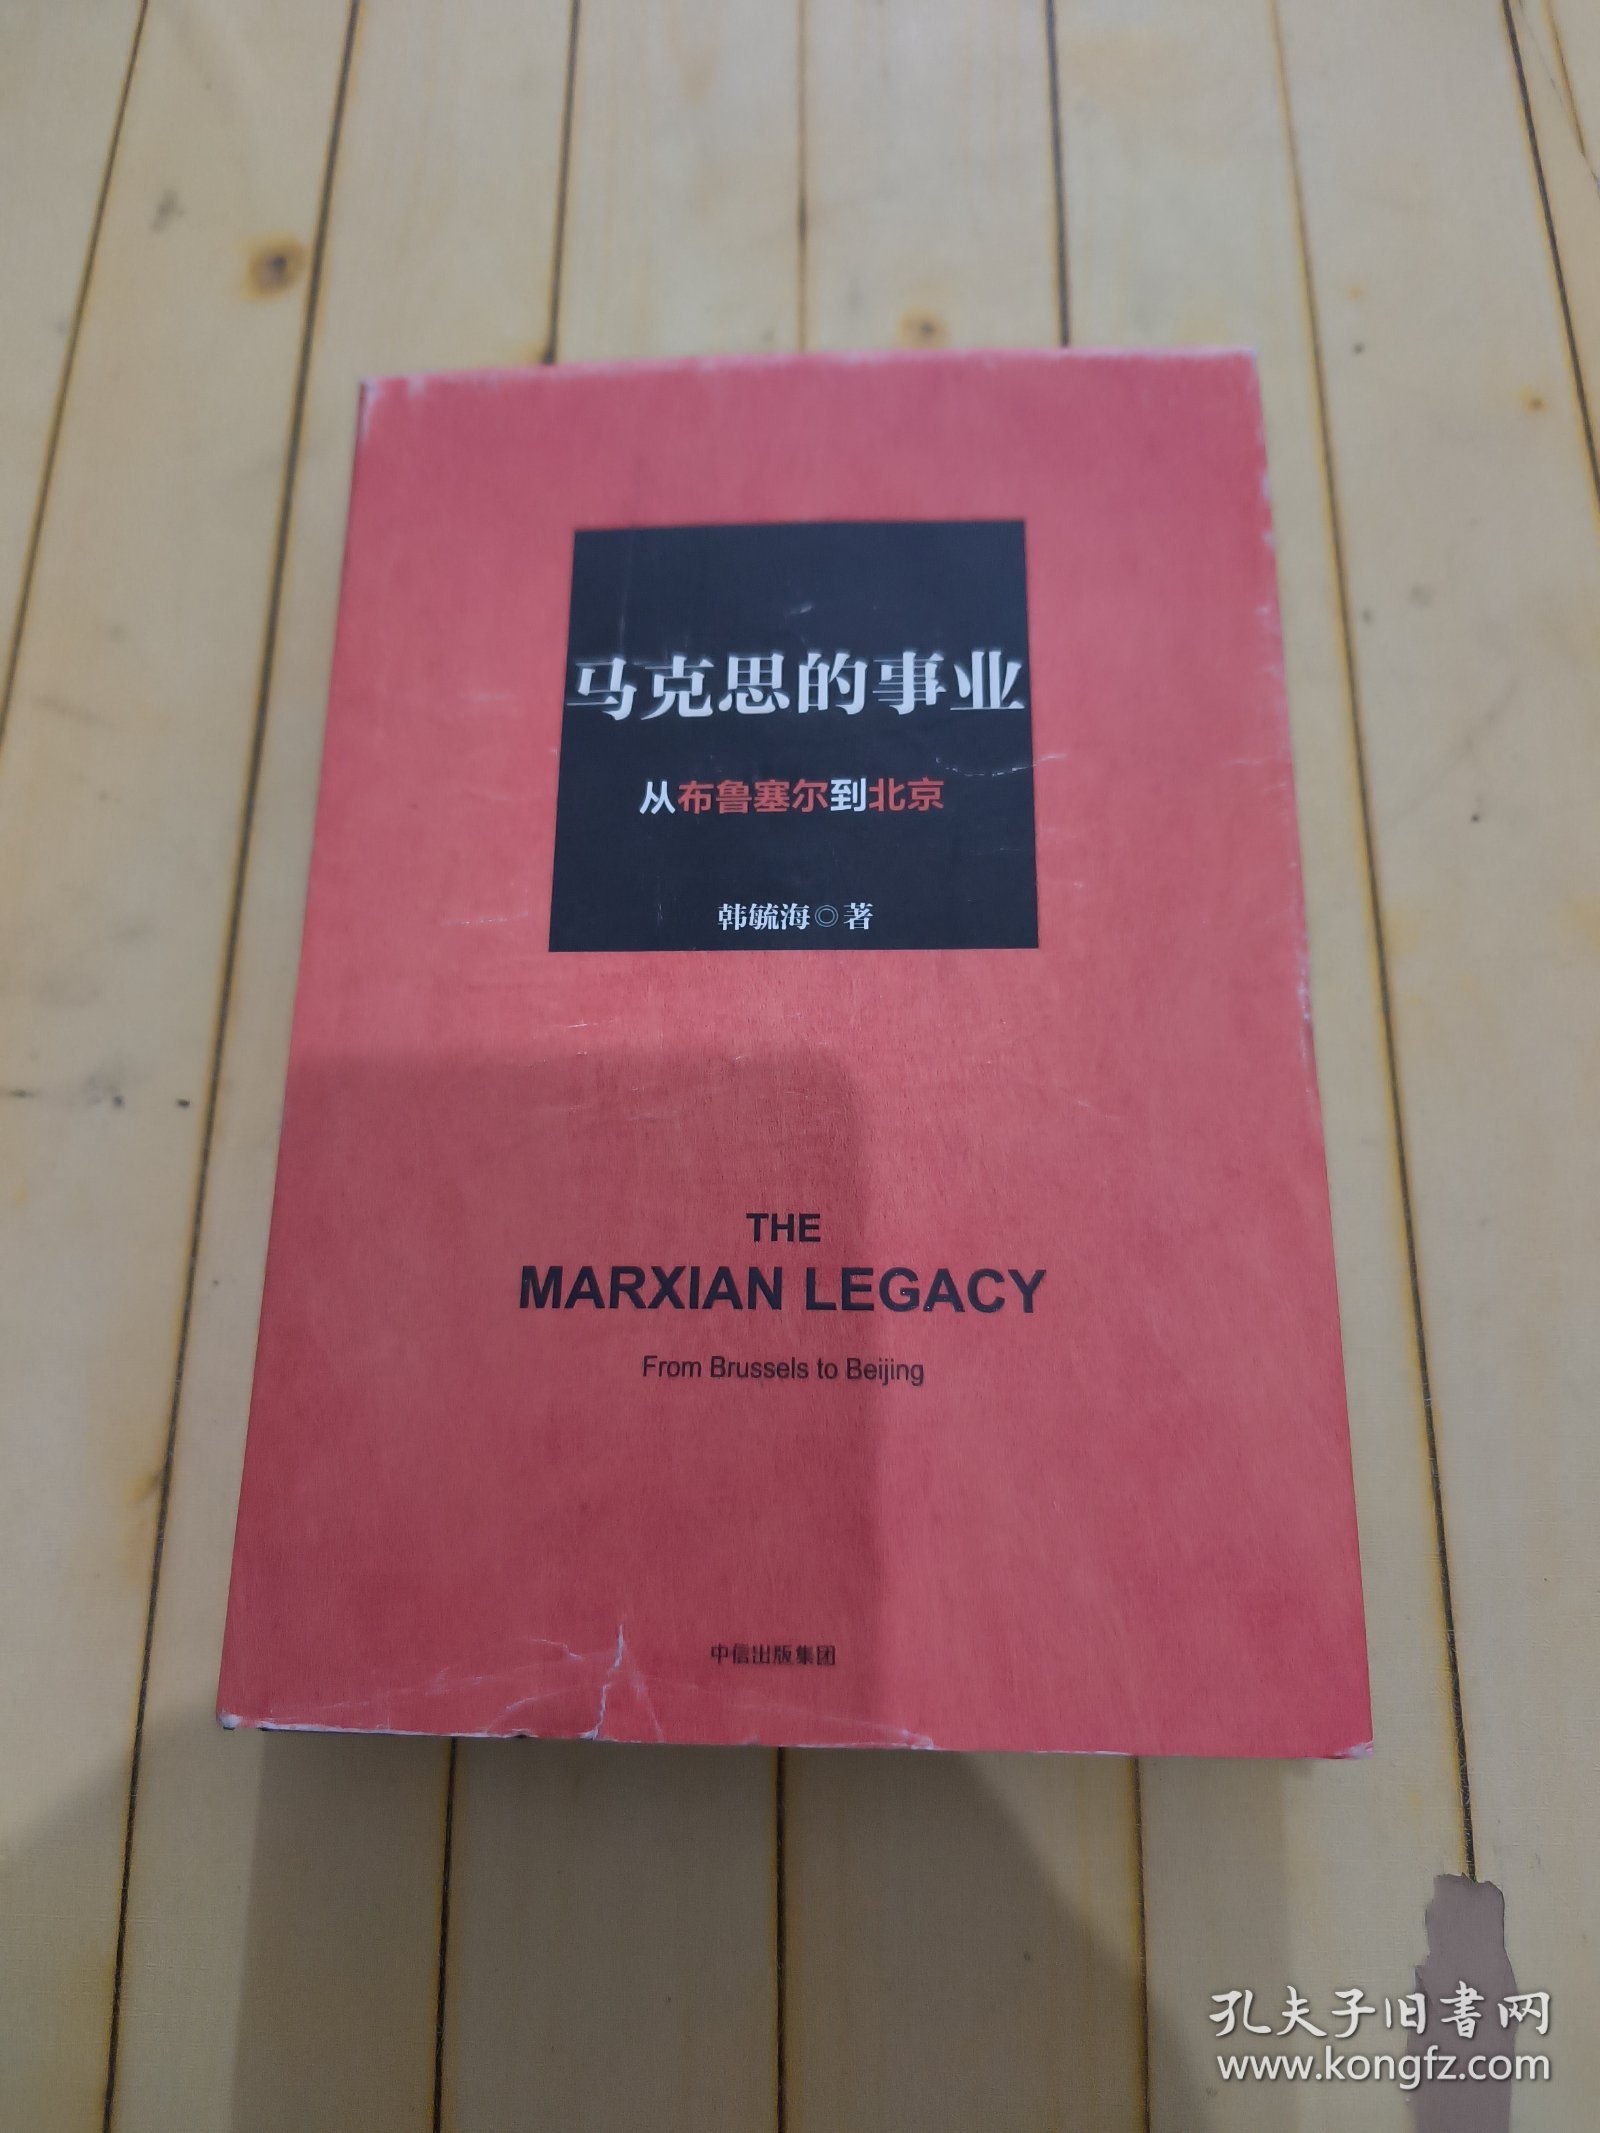 马克思的事业
从布鲁塞尔到北京
韩毓海◎著
THE
MARXIAN LEGACY
From Brussels to Beijing
中信出版集团
孔夫子旧书网
www.kongfz.com